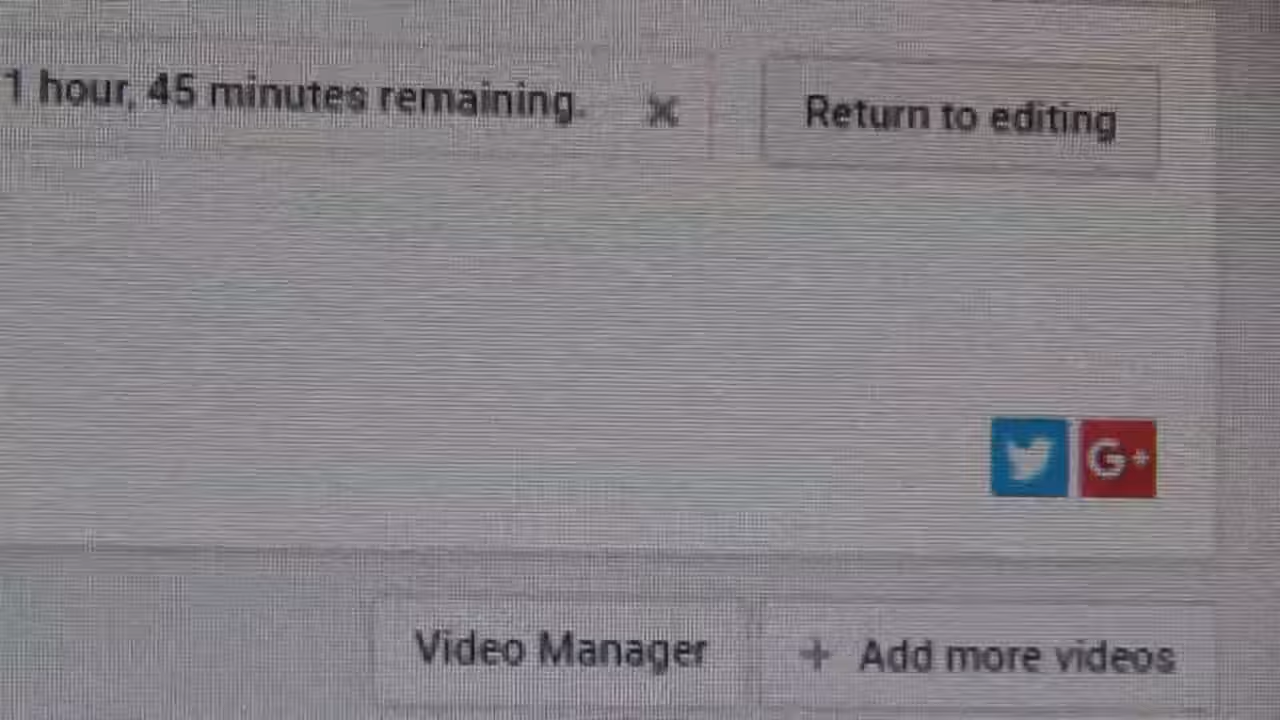 1 hour, 45 minutes remaining.
Return to editing
G+
Video Manager
+ Add more videos